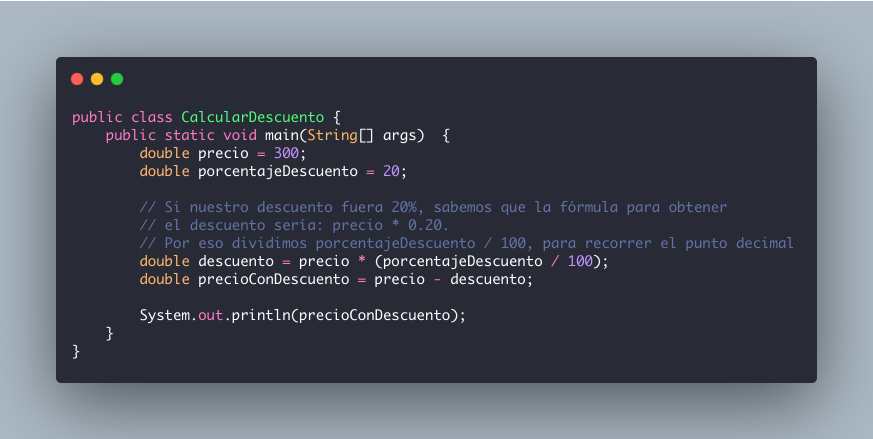 public class CalcularDescuento {
    public static void main(String[] args)  {
        double precio = 300;
        double porcentajeDescuento = 20;

        // Si nuestro descuento fuera 20%, sabemos que la fórmula para obtener
        // el descuento sería: precio * 0.20.
        // Por eso dividimos porcentajeDescuento / 100, para recorrer el punto decimal
        double descuento = precio * (porcentajeDescuento / 100);
        double precioConDescuento = precio - descuento;

        System.out.println(precioConDescuento);
    }
}